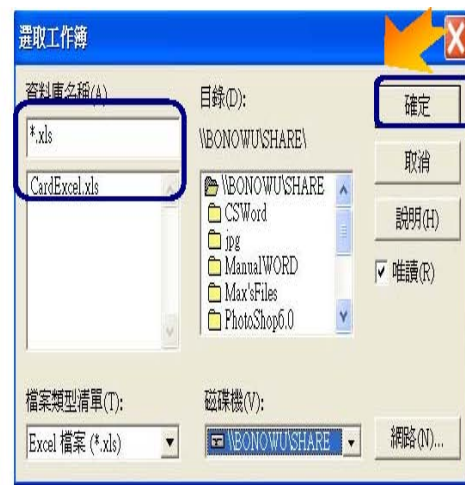 選取工作簿
資料庫名稱(A)
*.xls
CardExcel.xls
目錄(D):
\\BONOWU\SHARE\
\\BONOWU\SHARE
CSWord
jpg
ManualWORD
Max'sFiles
PhotoShop6.0
確定
取消
說明(H)
唯讀(R)
檔案類型清單(T):
Excel 檔案 (*.xls)
磁碟機(V):
\\BONOWU\SHARE
網路(N)...